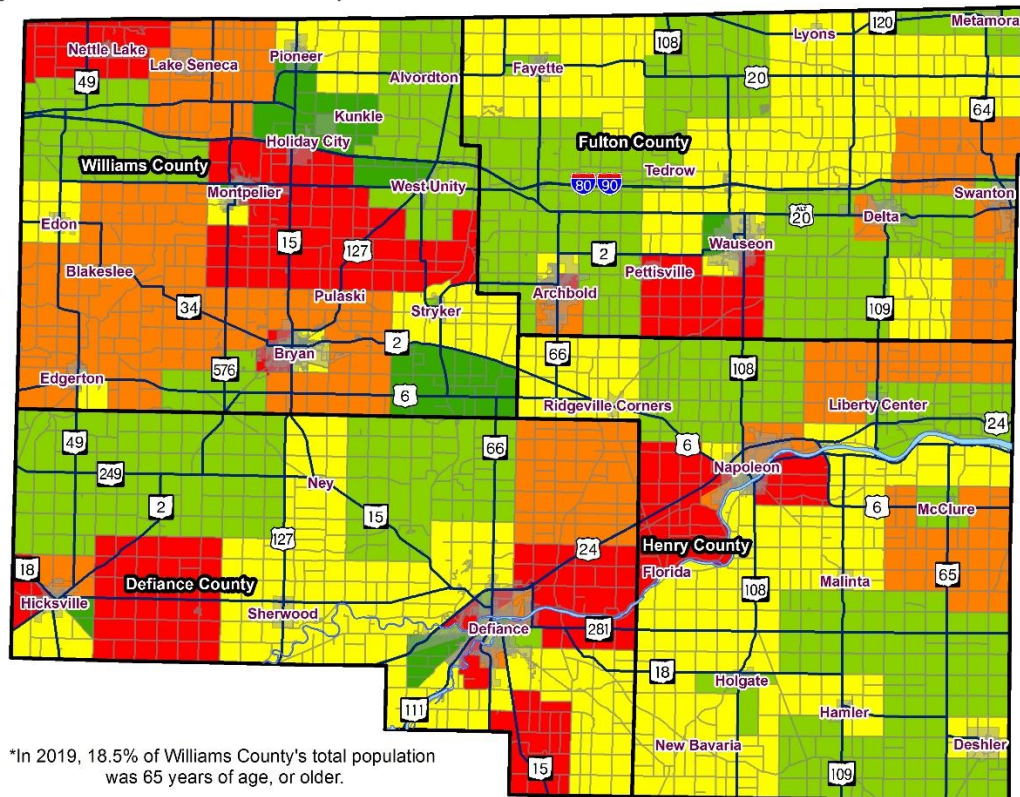 120
Metamora
Lyons
Nettle Lake
Pioneer
108
Lake Seneca
49
Alvordton
Fayette
20
Kunkle
64
Holiday City
Fulton County
Williams County
Tedrow
80
90
Montpelier
West Unity
Swanton
ALT
20
Delta
Edon
15
127
2
Wauseon
Blakeslee
Pettisville
Pulaski
Archbold
34
Stryker
109
2
Bryan
66
108
576
Edgerton
6
Ridgeville Corners
Liberty Center
49
66
24
6
249
Ney
Napoleon
2
15
6
McClure
127
24
Henry County
18
Defiance County
Florida
Malinta
65
Hicksville
108
Sherwood
Defiance
281
18
Holgate
111
Hamler
New Bavaria
Deshler
*In 2019, 18.5% of Williams County's total population
was 65 years of age, or older.
15
109